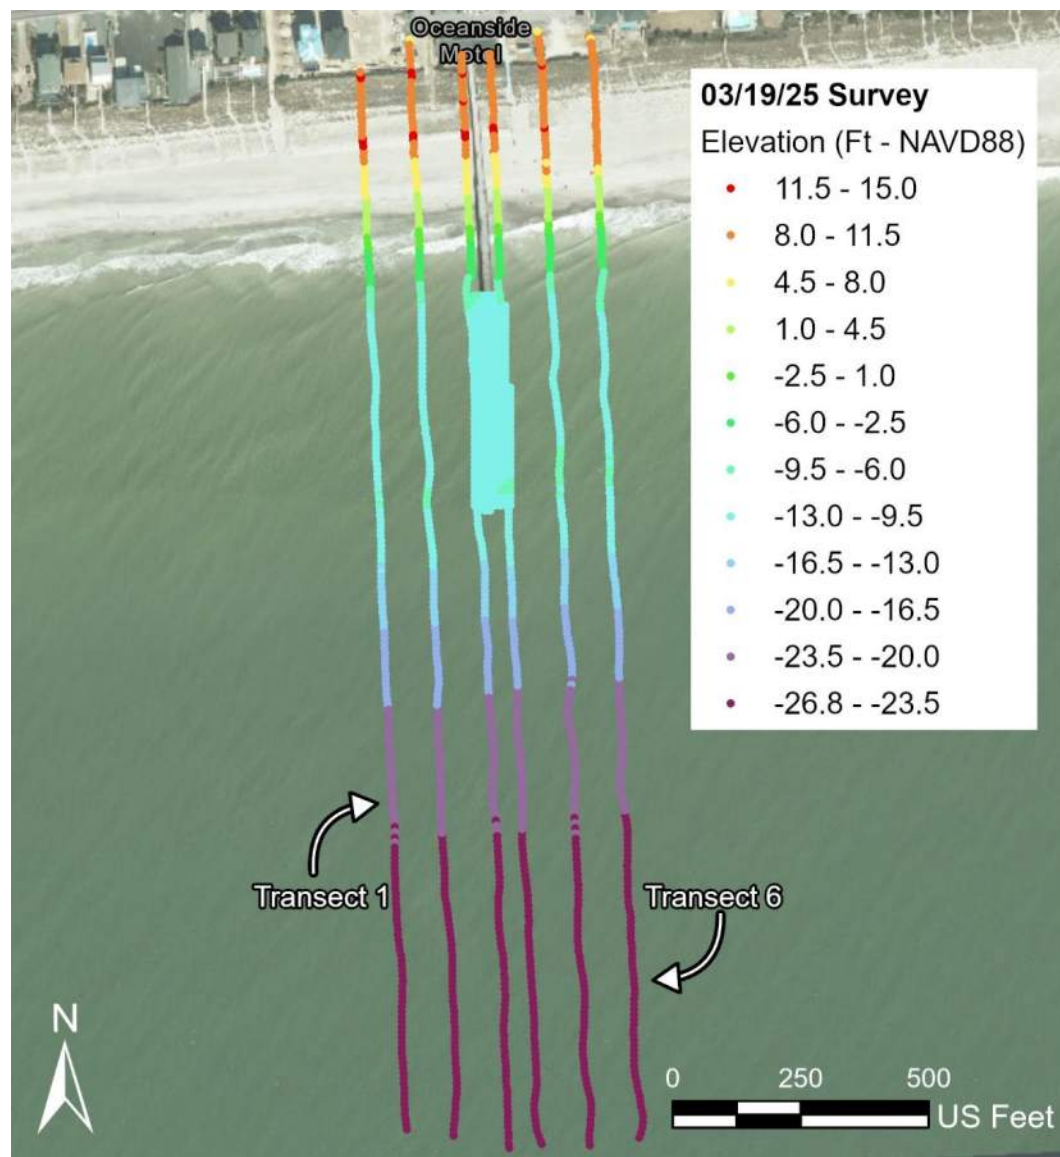 Oceanside
Motel
03/19/25 Survey
Elevation (Ft - NAVD88)
11.5 - 15.0
8.0 - 11.5
4.5 - 8.0
1.0 - 4.5
-2.5 - 1.0
-6.0 - -2.5
-9.5 - -6.0
-13.0 - -9.5
-16.5 - -13.0
-20.0 - -16.5
-23.5 - -20.0
-26.8 - -23.5
Transect 1
Transect 6
N
0 250 500
US Feet